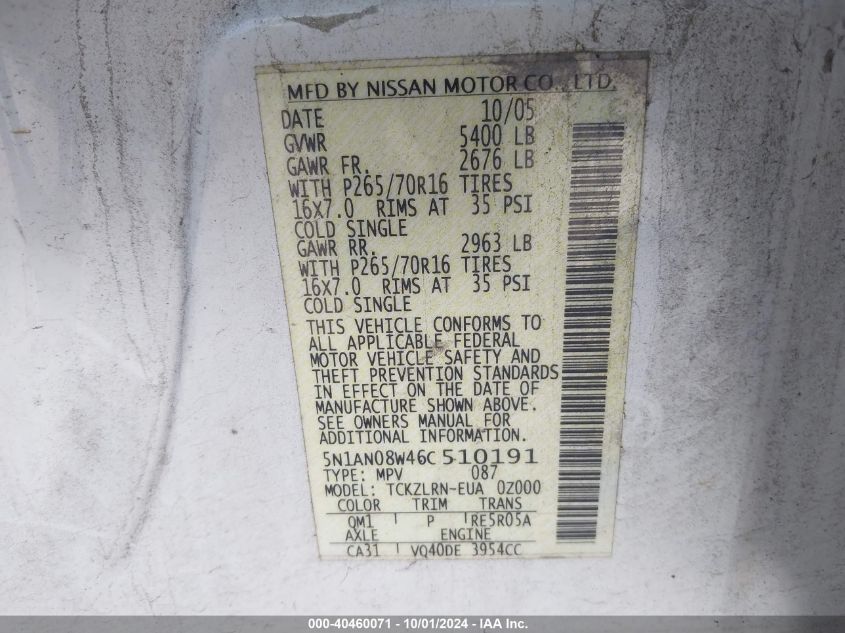 MFD BY NISSAN MOTOR CO., LTD.
DATE 10/05
GVWR 5400 LB
GAWR FR. 2676 LB
WITH P265/70R16 TIRES
16X7.0 RIMS AT 35 PSI
COLD SINGLE
GAWR RR. 2963 LB
WITH P265/70R16 TIRES
16X7.0 RIMS AT 35 PSI
COLD SINGLE
THIS VEHICLE CONFORMS TO
ALL APPLICABLE FEDERAL
MOTOR VEHICLE SAFETY AND
THEFT PREVENTION STANDARDS
IN EFFECT ON THE DATE OF
MANUFACTURE SHOWN ABOVE.
SEE OWNERS MANUAL FOR
ADDITIONAL INFORMATION.
5N1AN08W46C510191
TYPE: MPV 087
MODEL: TCKZLRN-EUA 0Z000
COLOR TRIM TRANS
QM1 P RE5R05A
AXLE ENGINE
CA31 VQ40DE 3954CC
000-40460071 - 10/01/2024 - IAA Inc.